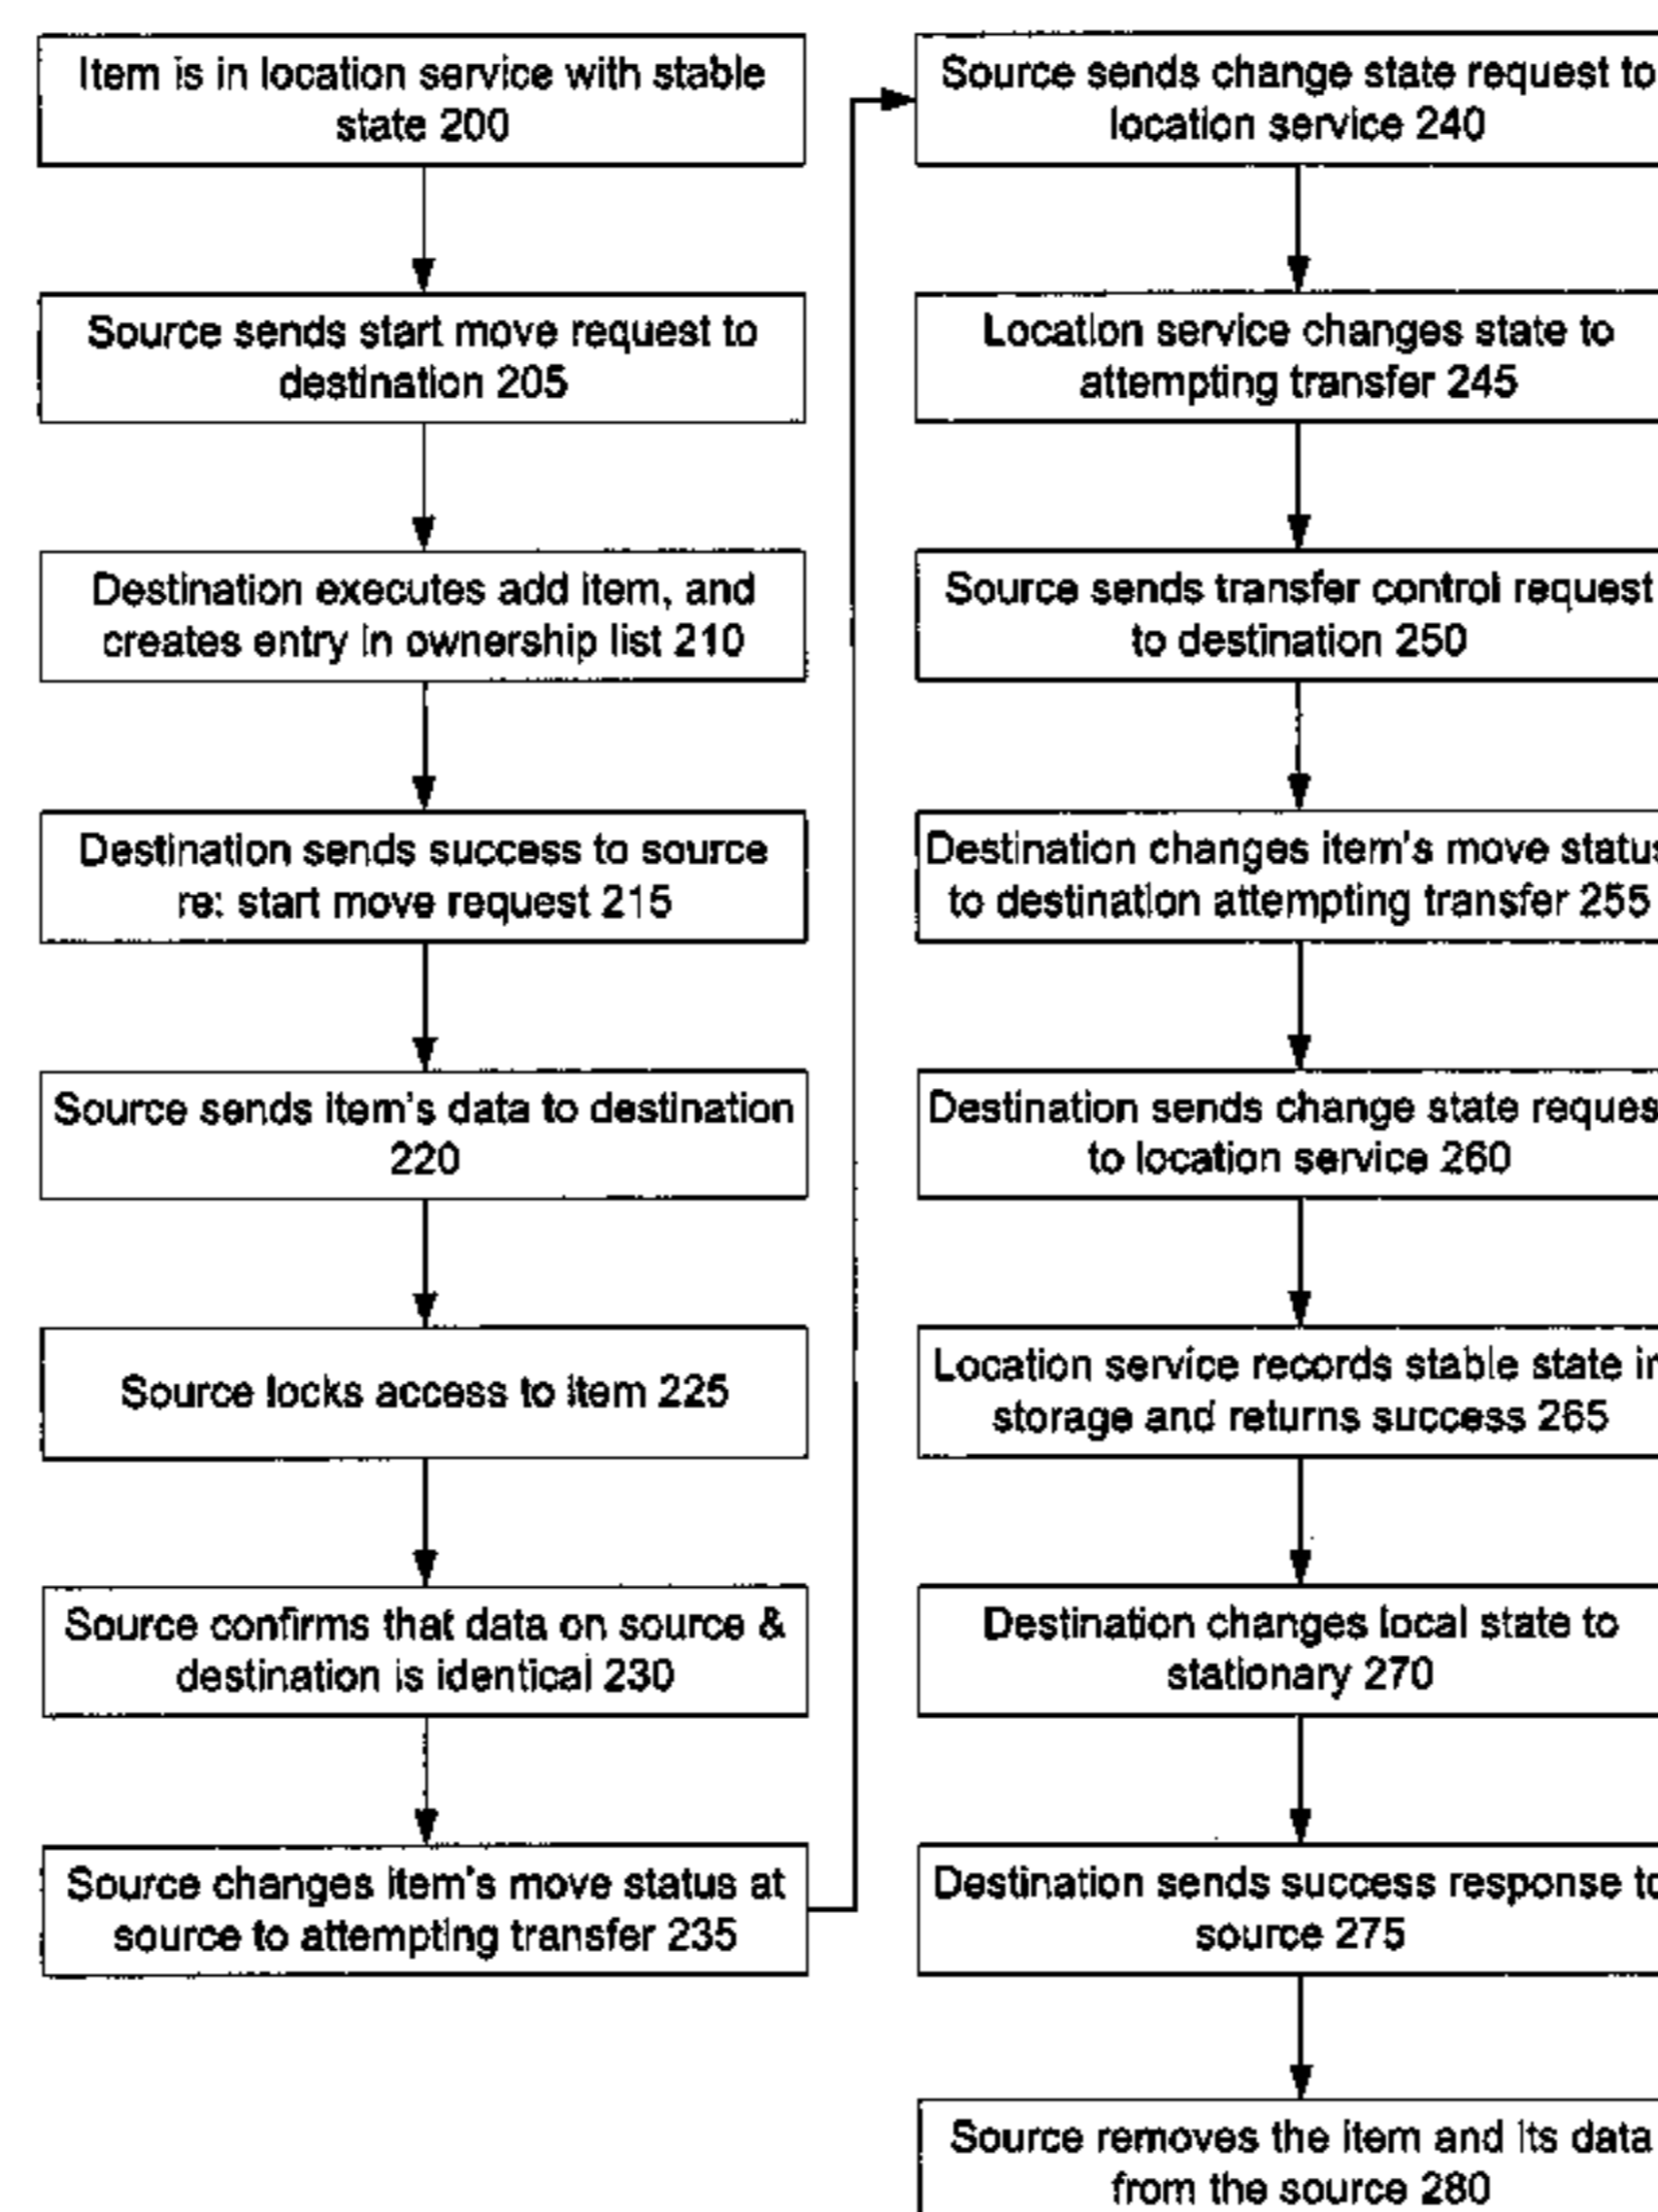 Item is in location service with stable
state 200
Source sends start move request to
destination 205
Destination executes add item, and
creates entry in ownership list 210
Destination sends success to source
re: start move request 215
Source sends item's data to destination
220
Source locks access to item 225
Source confirms that data on source &
destination is identical 230
Source changes item's move status at
source to attempting transfer 235
Source sends change state request to
location service 240
Location service changes state to
attempting transfer 245
Source sends transfer control request
to destination 250
Destination changes item's move status
to destination attempting transfer 255
Destination sends change state reques
to location service 260
Location service records stable state in
storage and returns success 265
Destination changes local state to
stationary 270
Destination sends success response to
source 275
Source removes the item and its data
from the source 280